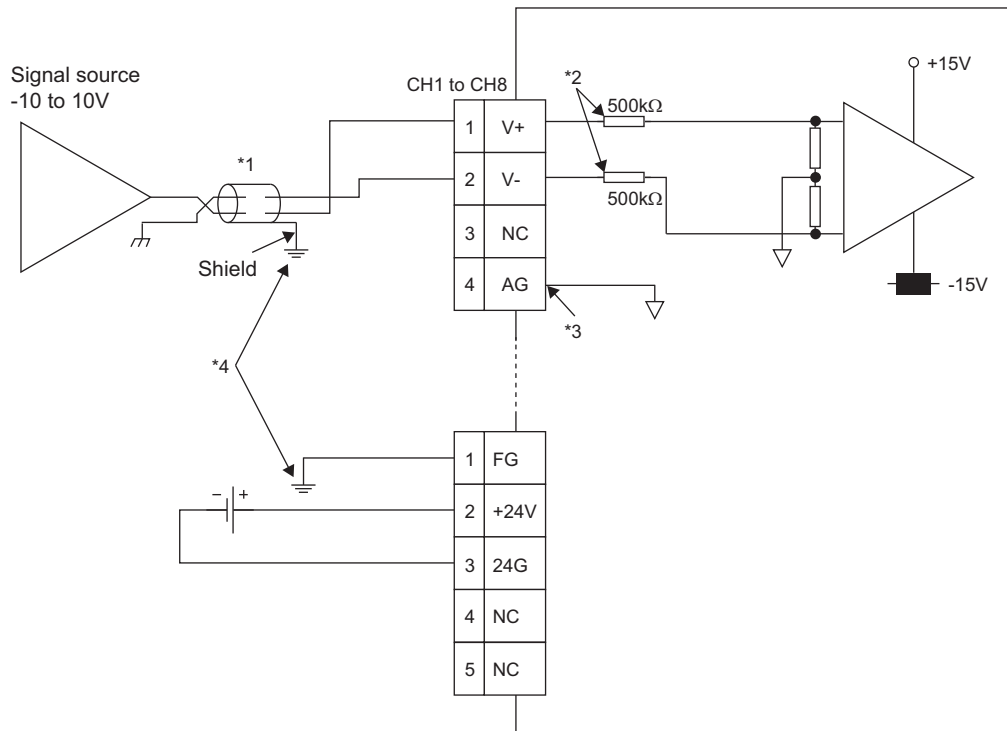 Signal source
-10 to 10V
*1
Shield
*4
CH1 to CH8
1 V+
2 V-
3 NC
4 AG
*2
500kΩ
500kΩ
*3
+15V
-15V
1 FG
2 +24V
3 24G
4 NC
5 NC
− +